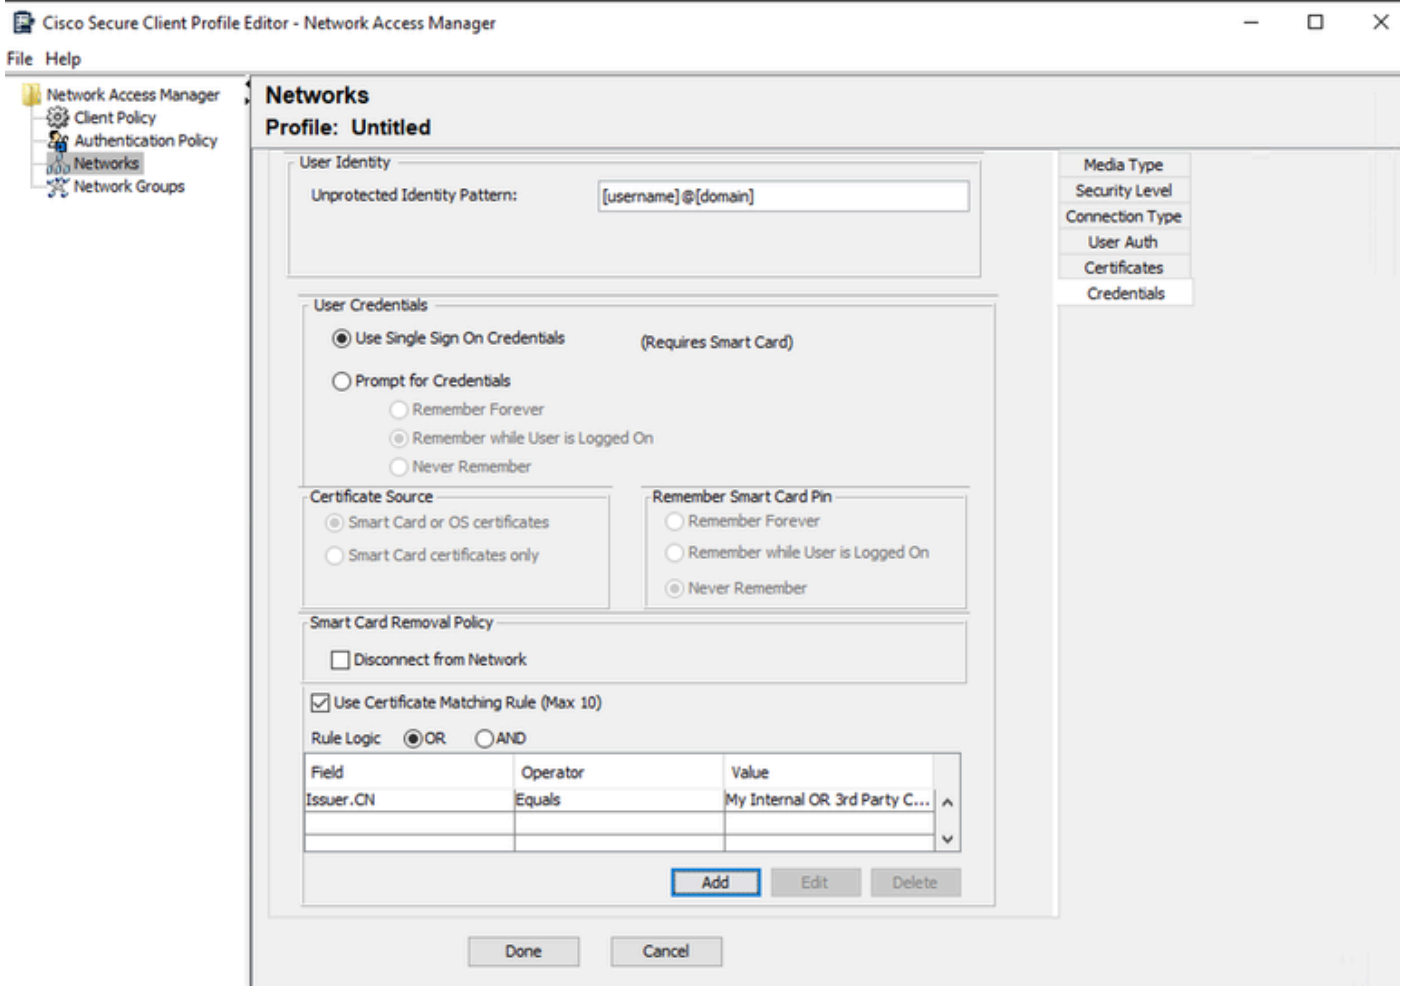 Cisco Secure Client Profile Editor - Network Access Manager
File Help
Network Access Manager
Client Policy
Authentication Policy
Networks
Network Groups
Networks
Profile: Untitled
User Identity
Unprotected Identity Pattern: [username]@[domain]
Media Type
Security Level
Connection Type
User Auth
Certificates
Credentials
User Credentials
Use Single Sign On Credentials (Requires Smart Card)
Prompt for Credentials
Remember Forever
Remember while User is Logged On
Never Remember
Certificate Source
Smart Card or OS certificates
Smart Card certificates only
Remember Smart Card Pin
Remember Forever
Remember while User is Logged On
Never Remember
Smart Card Removal Policy
Disconnect from Network
Use Certificate Matching Rule (Max 10)
Rule Logic OR AND
Field Operator Value
Issuer.CN Equals My Internal OR 3rd Party C...
Add Edit Delete
Done Cancel